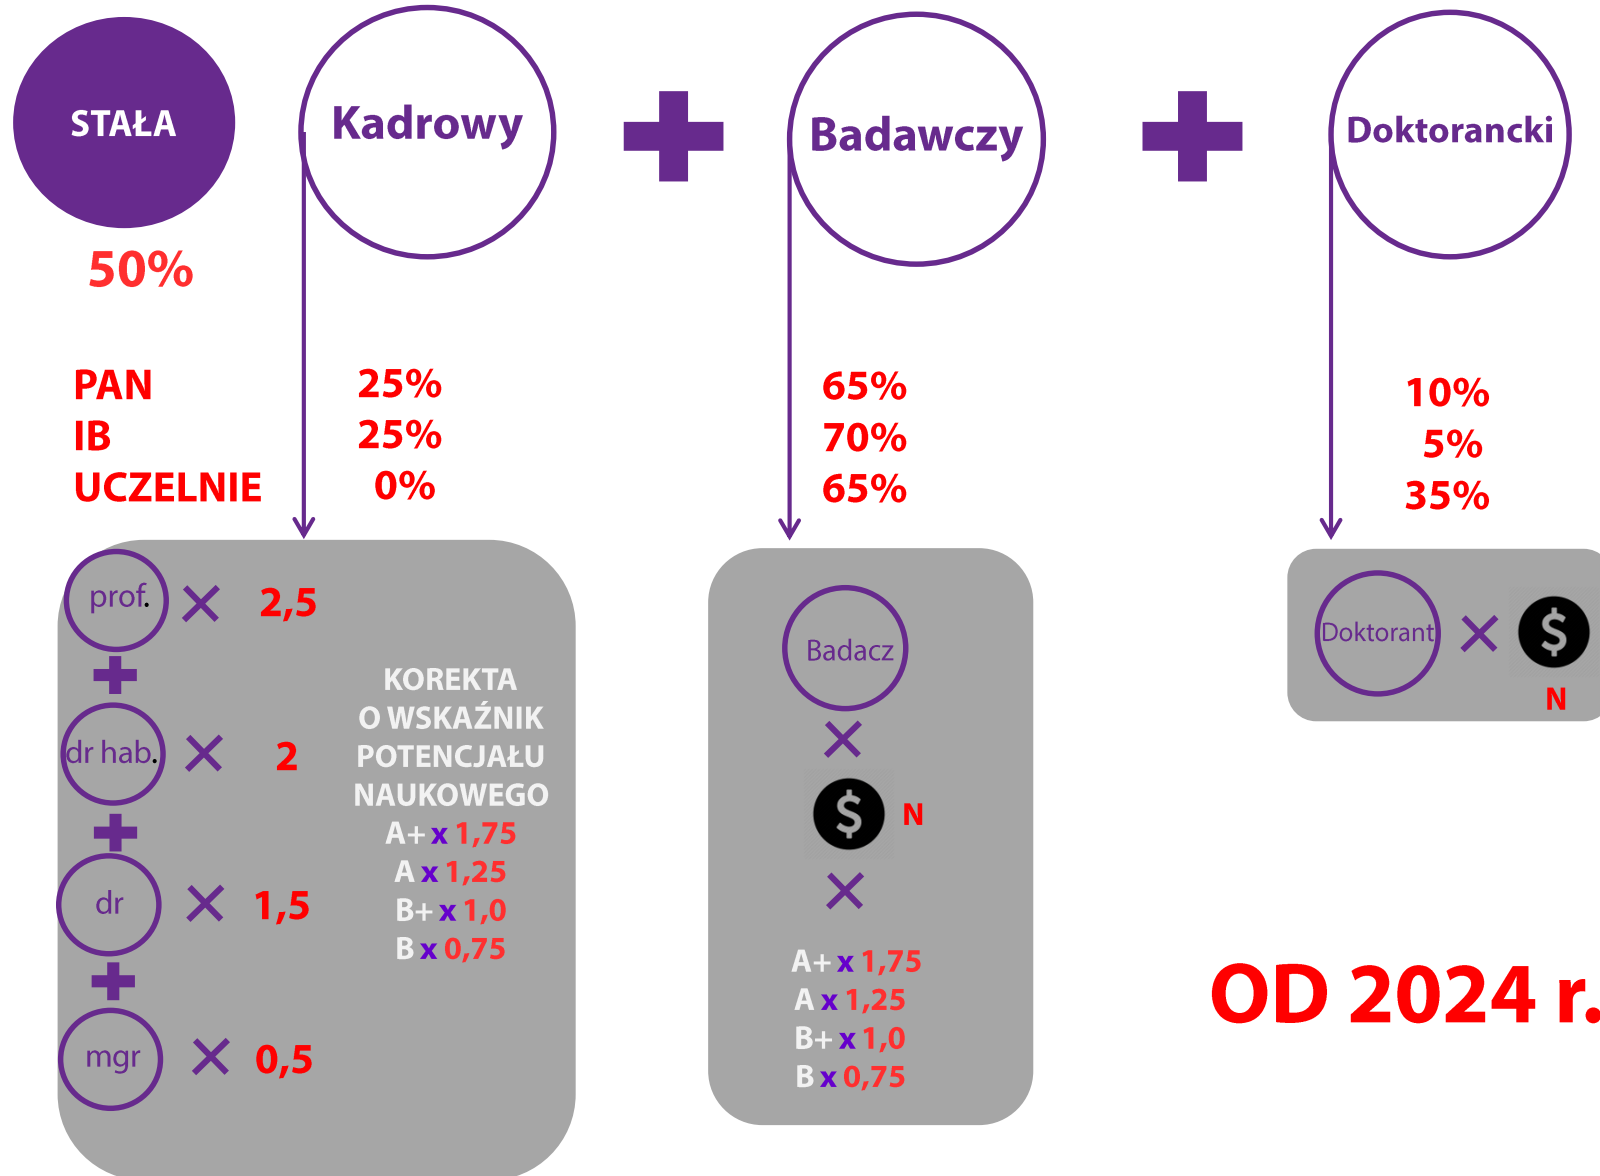 STAŁA
Kadrowy
Badawczy
Doktorancki
50%
PAN 25% 65% 10%
IB 25% 70% 5%
UCZELNIE 0% 65% 35%
prof. 2,5
dr hab. 2
dr 1,5
mgr 0,5
KOREKTA
O WSKAŹNIK
POTENCJAŁU
NAUKOWEGO
A+ x 1,75
A x 1,25
B+ x 1,0
B x 0,75
Badacz
$ N
A+ x 1,75
A x 1,25
B+ x 1,0
B x 0,75
Doktorant $
N
OD 2024 r.